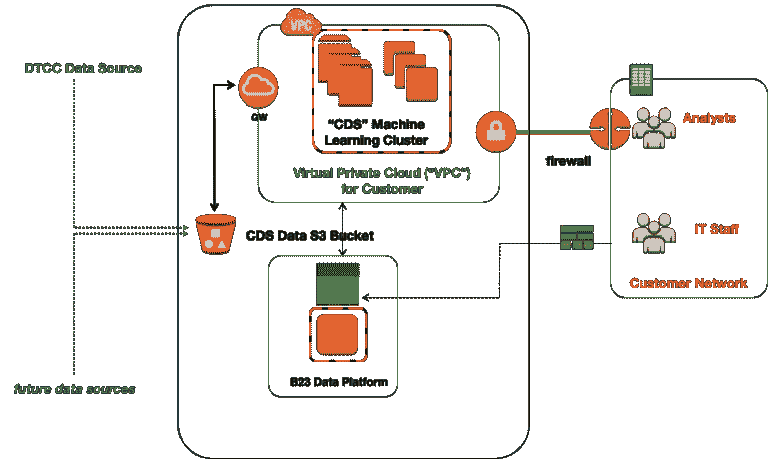 VPC
DTCC Data Source
GW
"CDS" Machine
Learning Cluster
Virtual Private Cloud ("VPC")
for Customer
firewall
Analysts
CDS Data S3 Bucket
IT Staff
Customer Network
B23 Data Platform
future data sources